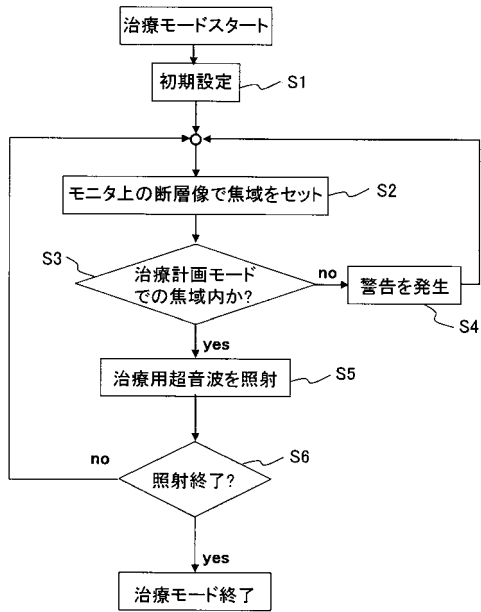 治療モードスタート
初期設定
S1
モニタ上の断層像で焦域をセット
S2
S3
治療計画モード
での焦域内か?
no
警告を発生
S4
yes
治療用超音波を照射
S5
no
照射終了?
S6
yes
治療モード終了